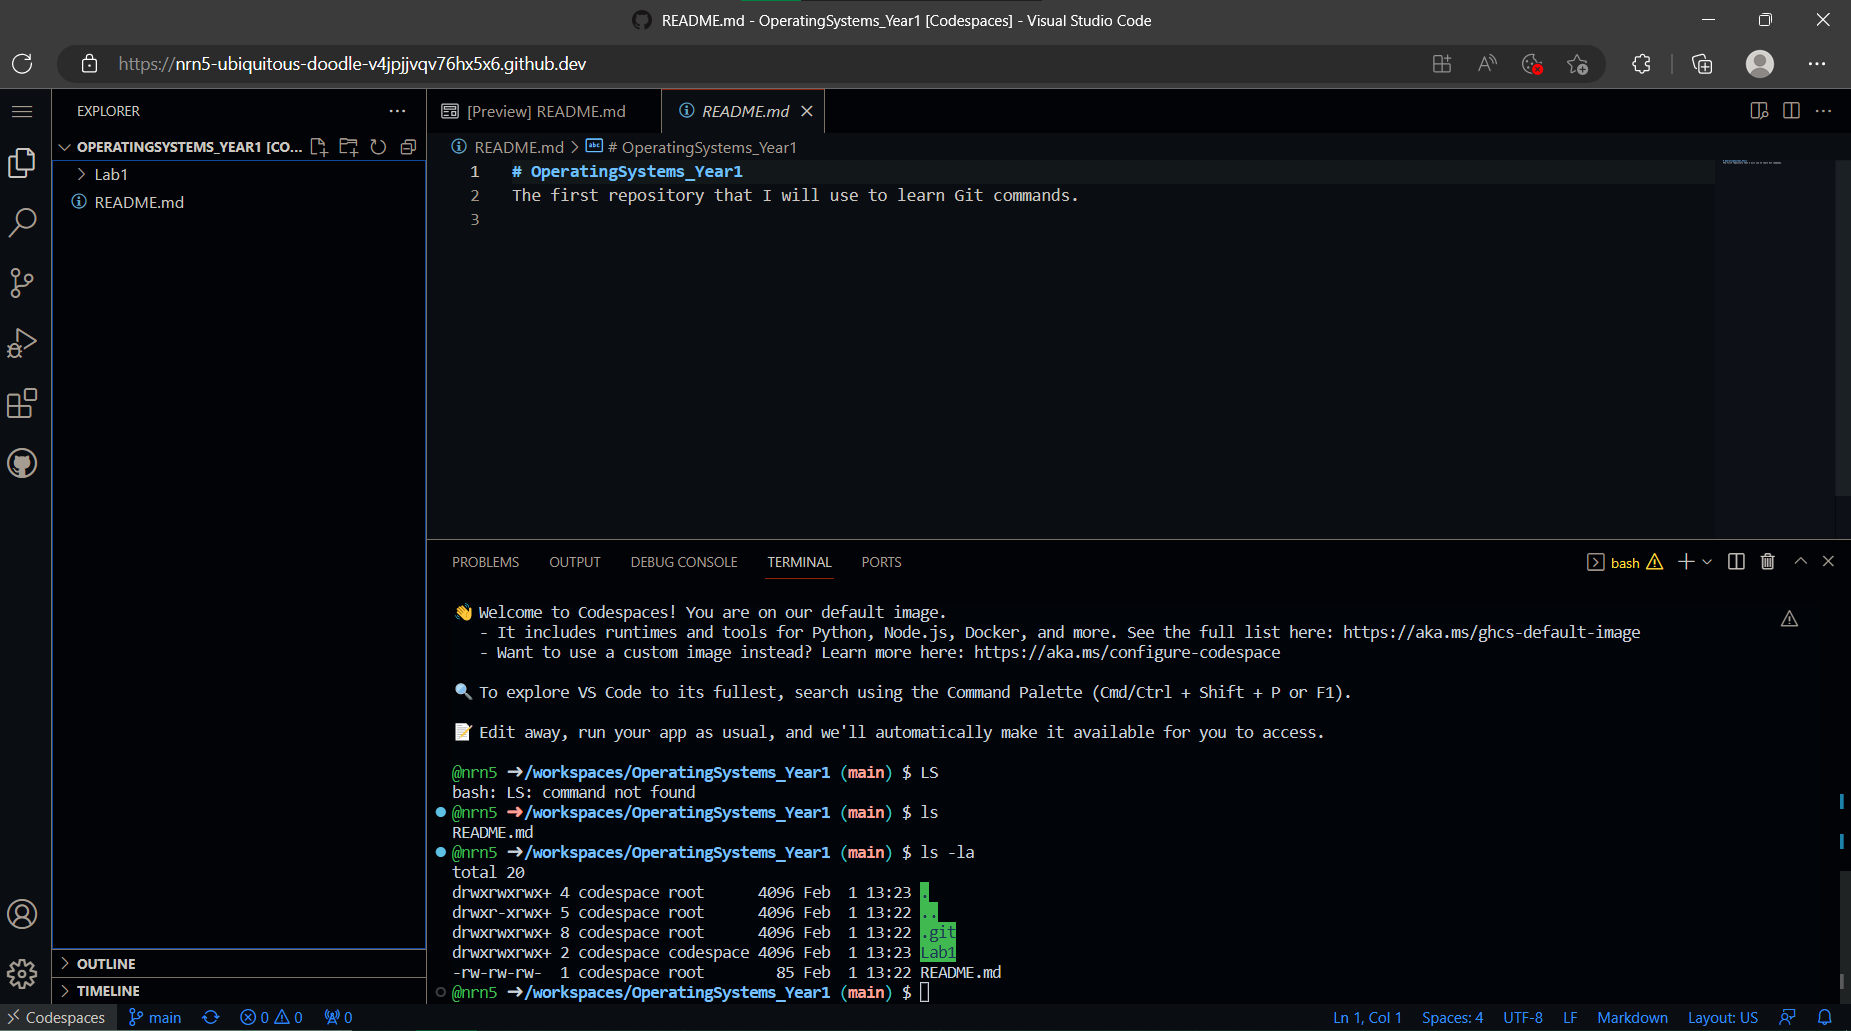 README.md - OperatingSystems_Year1 [Codespaces] - Visual Studio Code
https://nrn5-ubiquitous-doodle-v4jpjjvqv76hx5x6.github.dev
EXPLORER
[Preview] README.md
README.md
OPERATINGSYSTEMS_YEAR1 [CO...
README.md > # OperatingSystems_Year1
Lab1
README.md
1 # OperatingSystems_Year1
2 The first repository that I will use to learn Git commands.
3
PROBLEMS OUTPUT DEBUG CONSOLE TERMINAL PORTS
bash
👋 Welcome to Codespaces! You are on our default image.
- It includes runtimes and tools for Python, Node.js, Docker, and more. See the full list here: https://aka.ms/ghcs-default-image
- Want to use a custom image instead? Learn more here: https://aka.ms/configure-codespace
🔍 To explore VS Code to its fullest, search using the Command Palette (Cmd/Ctrl + Shift + P or F1).
📝 Edit away, run your app as usual, and we'll automatically make it available for you to access.
@nrn5 ➜/workspaces/OperatingSystems_Year1 (main) $ LS
bash: LS: command not found
@nrn5 ➜/workspaces/OperatingSystems_Year1 (main) $ ls
README.md
@nrn5 ➜/workspaces/OperatingSystems_Year1 (main) $ ls -la
total 20
drwxrwxrwx+ 4 codespace root      4096 Feb  1 13:23 .
drwxr-xrwx+ 5 codespace root      4096 Feb  1 13:22 ..
drwxrwxrwx+ 8 codespace root      4096 Feb  1 13:22 .git
drwxrwxrwx+ 2 codespace codespace 4096 Feb  1 13:23 Lab1
-rw-rw-rw-  1 codespace root        85 Feb  1 13:22 README.md
@nrn5 ➜/workspaces/OperatingSystems_Year1 (main) $
OUTLINE
TIMELINE
Codespaces main 0 0 0 Ln 1, Col 1 Spaces: 4 UTF-8 LF Markdown Layout: US